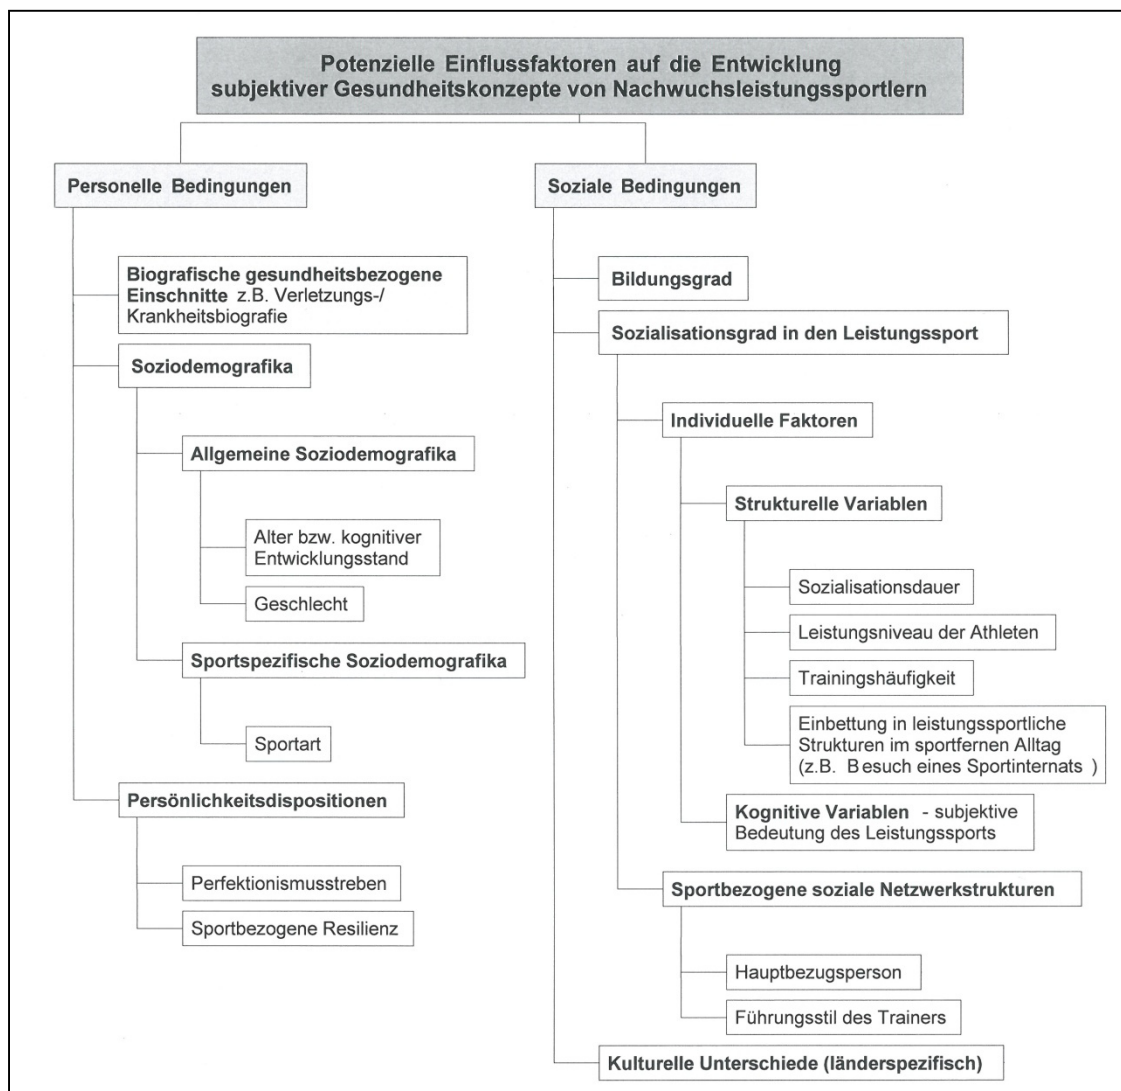 Potenzielle Einflussfaktoren auf die Entwicklung
subjektiver Gesundheitskonzepte von Nachwuchsleistungssportlern
Personelle Bedingungen
Biografische gesundheitsbezogene
Einschnitte z.B. Verletzungs-/
Krankheitsbiografie
Soziodemografika
Allgemeine Soziodemografika
Alter bzw. kognitiver
Entwicklungsstand
Geschlecht
Sportspezifische Soziodemografika
Sportart
Persönlichkeitsdispositionen
Perfektionismusstreben
Sportbezogene Resilienz
Soziale Bedingungen
Bildungsgrad
Sozialisationsgrad in den Leistungssport
Individuelle Faktoren
Strukturelle Variablen
Sozialisationsdauer
Leistungsniveau der Athleten
Trainingshäufigkeit
Einbettung in leistungssportliche
Strukturen im sportfernen Alltag
(z.B. Besuch eines Sportinternats )
Kognitive Variablen - subjektive
Bedeutung des Leistungssports
Sportbezogene soziale Netzwerkstrukturen
Hauptbezugsperson
Führungsstil des Trainers
Kulturelle Unterschiede (länderspezifisch)